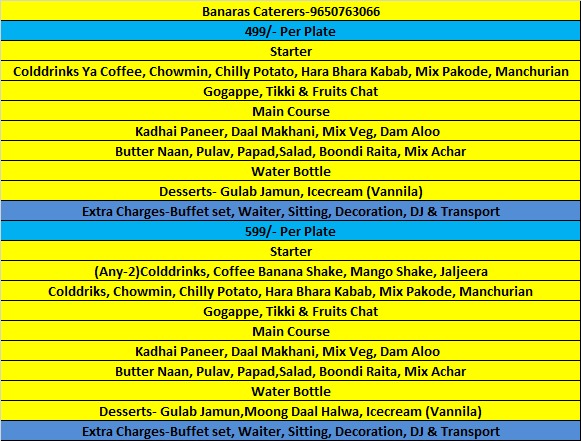 Banaras Caterers-9650763066
499/- Per Plate
Starter
Colddrinks Ya Coffee, Chowmin, Chilly Potato, Hara Bhara Kabab, Mix Pakode, Manchurian
Gogappe, Tikki & Fruits Chat
Main Course
Kadhai Paneer, Daal Makhani, Mix Veg, Dam Aloo
Butter Naan, Pulav, Papad,Salad, Boondi Raita, Mix Achar
Water Bottle
Desserts- Gulab Jamun, Icecream (Vannila)
Extra Charges-Buffet set, Waiter, Sitting, Decoration, DJ & Transport
599/- Per Plate
Starter
(Any-2)Colddrinks, Coffee Banana Shake, Mango Shake, Jaljeera
Colddriks, Chowmin, Chilly Potato, Hara Bhara Kabab, Mix Pakode, Manchurian
Gogappe, Tikki & Fruits Chat
Main Course
Kadhai Paneer, Daal Makhani, Mix Veg, Dam Aloo
Butter Naan, Pulav, Papad,Salad, Boondi Raita, Mix Achar
Water Bottle
Desserts- Gulab Jamun,Moong Daal Halwa, Icecream (Vannila)
Extra Charges-Buffet set, Waiter, Sitting, Decoration, DJ & Transport